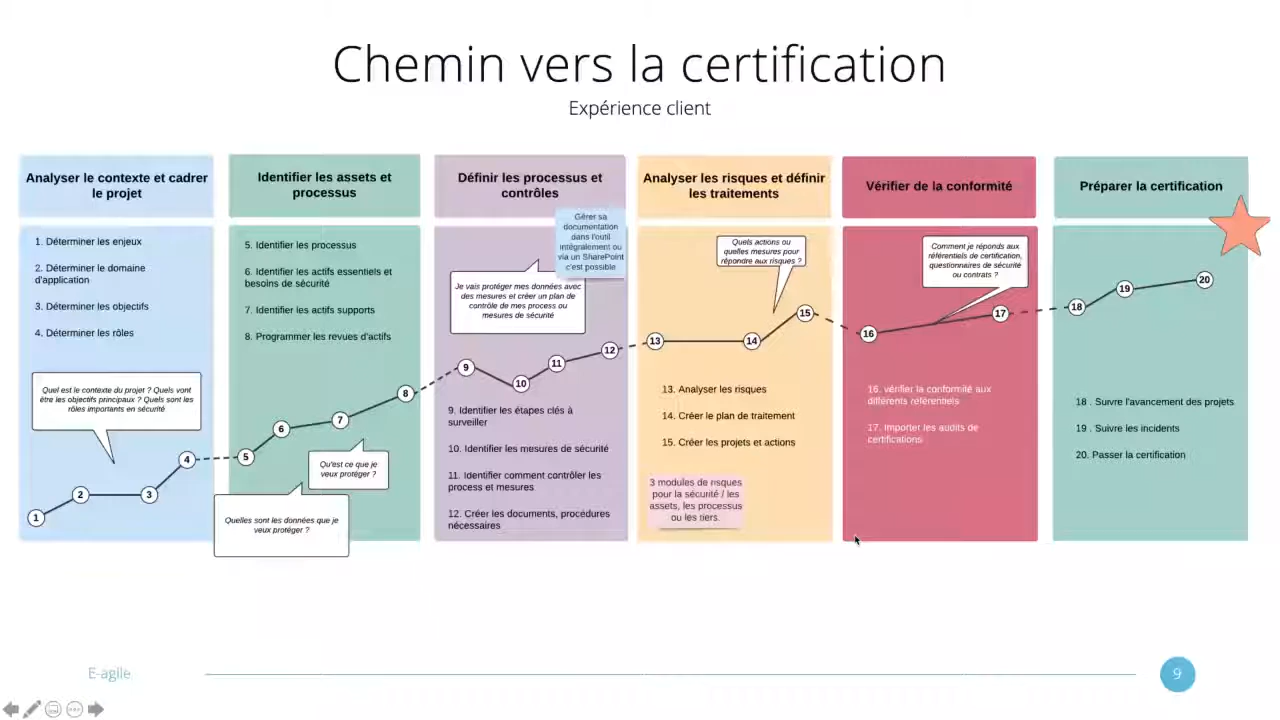 Chemin vers la certification
Expérience client
Analyser le contexte et cadrer
le projet
1. Déterminer les enjeux
2. Déterminer le domaine
d'application
3. Déterminer les objectifs
4. Déterminer les rôles
Quel est le contexte du projet ? Quels vont
être les objectifs principaux ? Quels sont les
rôles importants en sécurité
1
2
3
4
Identifier les assets et
processus
5. Identifier les processus
6. Identifier les actifs essentiels et
besoins de sécurité
7. Identifier les actifs supports
8. Programmer les revues d'actifs
5
6
7
8
Qu'est ce que je
veux protéger ?
Quelles sont les données que je
veux protéger ?
Définir les processus et
contrôles
Gérer sa
documentation
dans l'outil
intégralement ou
via un SharePoint
c'est possible
Je vais protéger mes données avec
des mesures et créer un plan de
contrôle de mes process ou
mesures de sécurité
9
10
11
12
9. Identifier les étapes clés à
surveiller
10. Identifier les mesures de sécurité
11. Identifier comment contrôler les
process et mesures
12. Créer les documents, procédures
nécessaires
Analyser les risques et définir
les traitements
Quels actions ou
quelles mesures pour
répondre aux risques ?
13
14
15
13. Analyser les risques
14. Créer le plan de traitement
15. Créer les projets et actions
3 modules de risques
pour la sécurité / les
assets, les processus
ou les tiers.
Vérifier de la conformité
Comment je réponds aux
référentiels de certification,
questionnaires de sécurité
ou contrats ?
16
17
16. vérifier la conformité aux
différents référentiels
17. Importer les audits de
certifications
Préparer la certification
18
19
20
18 . Suivre l'avancement des projets
19 . Suivre les incidents
20. Passer la certification
E-agile
9